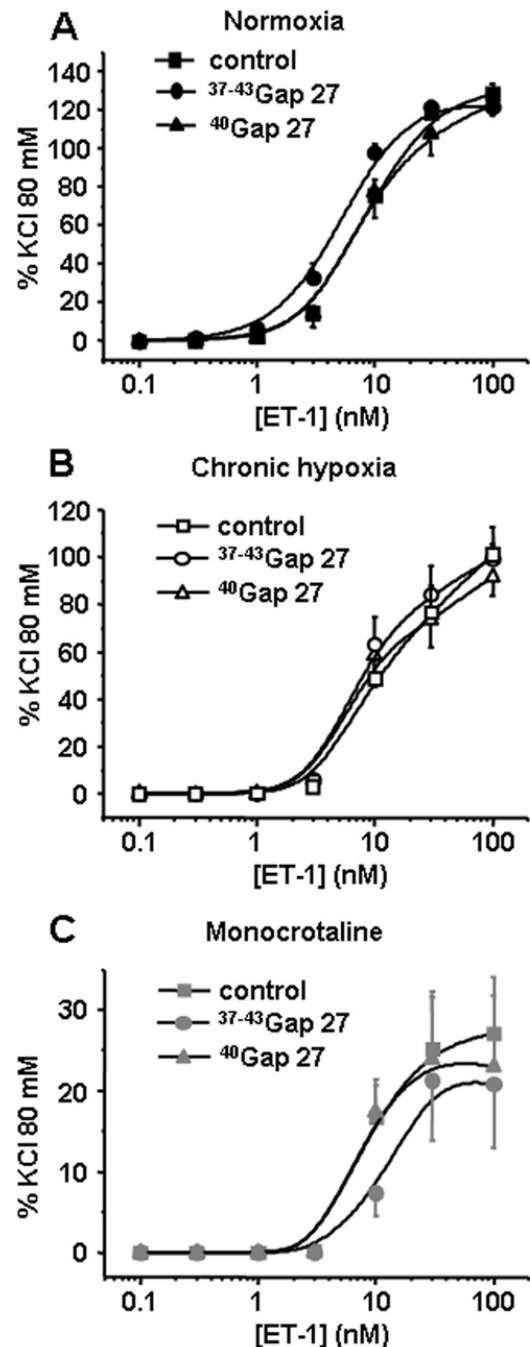 A
Normoxia
control
37-43Gap 27
40Gap 27
140
120
100
80
60
40
20
0
% KCl 80 mM
0.1 1 10 100
[ET-1] (nM)
B
Chronic hypoxia
control
37-43Gap 27
40Gap 27
120
100
80
60
40
20
0
% KCl 80 mM
0.1 1 10 100
[ET-1] (nM)
C
Monocrotaline
control
37-43Gap 27
40Gap 27
30
20
10
0
% KCl 80 mM
0.1 1 10 100
[ET-1] (nM)